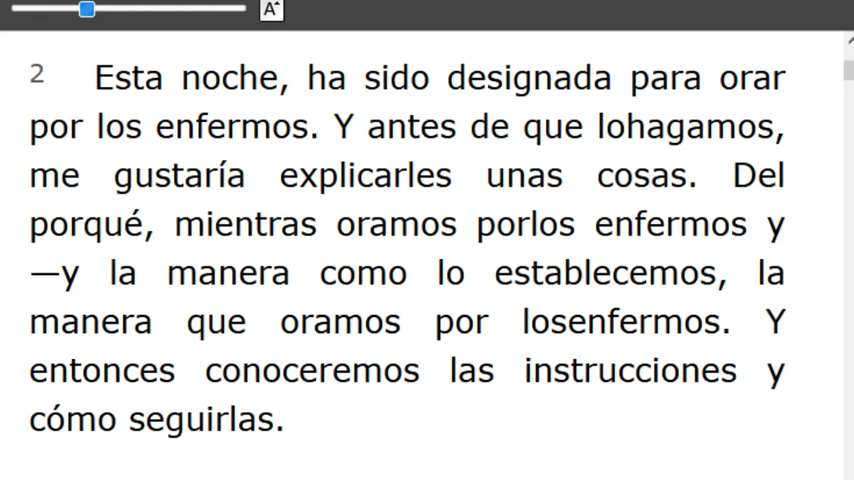 A
2 Esta noche, ha sido designada para orar
por los enfermos. Y antes de que lohagamos,
me gustaría explicarles unas cosas. Del
porqué, mientras oramos porlos enfermos y
—y la manera como lo establecemos, la
manera que oramos por losenfermos. Y
entonces conoceremos las instrucciones y
cómo seguirlas.